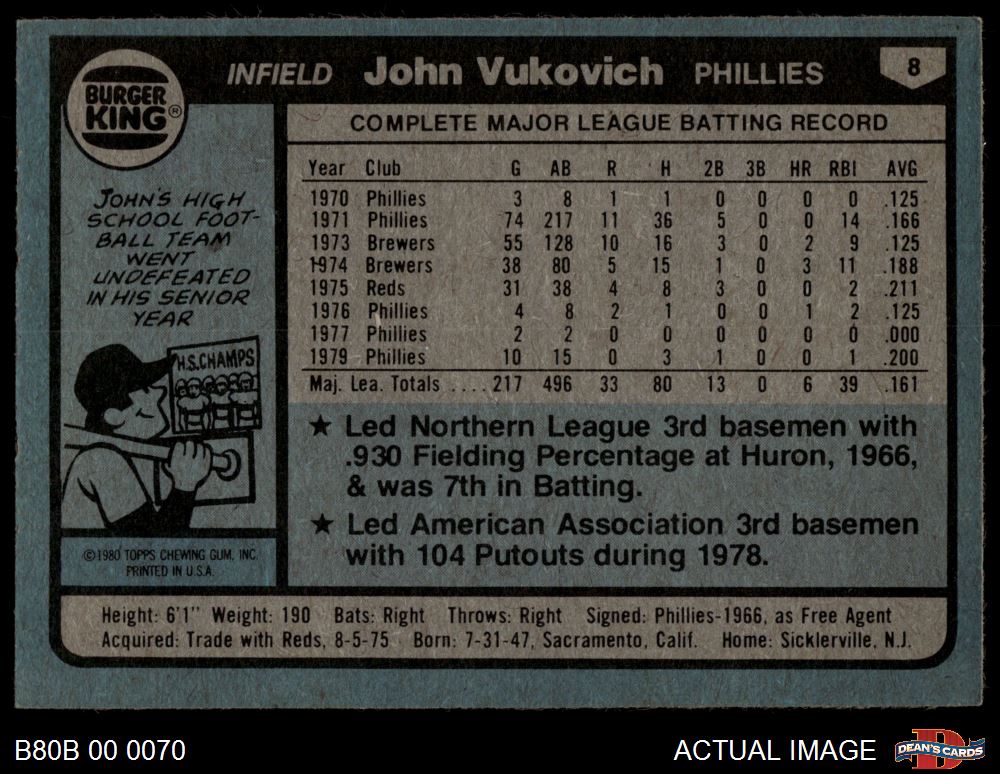 BURGER
KING®
INFIELD John Vukovich PHILLIES 8
COMPLETE MAJOR LEAGUE BATTING RECORD
Year Club G AB R H 2B 3B HR RBI AVG
1970 Phillies 3 8 1 1 0 0 0 0 .125
1971 Phillies 74 217 11 36 5 0 0 14 .166
1973 Brewers 55 128 10 16 3 0 2 9 .125
1974 Brewers 38 80 5 15 1 0 3 11 .188
1975 Reds 31 38 4 8 3 0 0 2 .211
1976 Phillies 4 8 2 1 0 0 1 2 .125
1977 Phillies 2 2 0 0 0 0 0 0 .000
1979 Phillies 10 15 0 3 1 0 0 1 .200
Maj. Lea. Totals ....217 496 33 80 13 0 6 39 .161
JOHN'S HIGH
SCHOOL FOOT-
BALL TEAM
WENT
UNDEFEATED
IN HIS SENIOR
YEAR
H.S. CHAMPS
★ Led Northern League 3rd basemen with
.930 Fielding Percentage at Huron, 1966,
& was 7th in Batting.
★ Led American Association 3rd basemen
with 104 Putouts during 1978.
©1980 TOPPS CHEWING GUM, INC.
PRINTED IN U.S.A.
Height: 6'1" Weight: 190 Bats: Right Throws: Right Signed: Phillies-1966, as Free Agent
Acquired: Trade with Reds, 8-5-75 Born: 7-31-47, Sacramento, Calif. Home: Sicklerville, N.J.
B80B 00 0070
ACTUAL IMAGE
D
DEAN'S CARDS